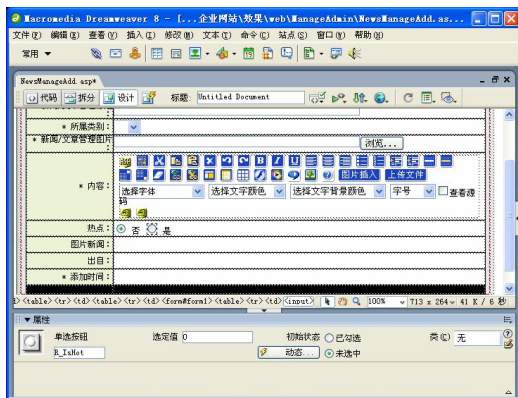 Macromedia Dreamweaver 8 - [...企业网站\效果\web\ManageAdmin\NewsManageAdd.as...
文件(F) 编辑(E) 查看(V) 插入(I) 修改(M) 文本(T) 命令(C) 站点(S) 窗口(W) 帮助(H)
常用
NewsManageAdd.asp*
代码 拆分 设计 标题: Untitled Document
* 所属类别:
* 新闻/文章管理图片: 浏览...
图片插入 上传文件
* 内容: 选择字体 选择文字颜色 选择文字背景颜色 字号 查看源
码
热点: 否 是
图片新闻:
出自:
* 添加时间:
<table> <tr> <td> <table> <tr> <td> <form#form1> <table> <tr> <td> <input> 100% 713 x 264 41 K / 6 秒
属性
单选按钮 选定值 0 初始状态 已勾选 类(C) 无
R_IsHot 动态... 未选中